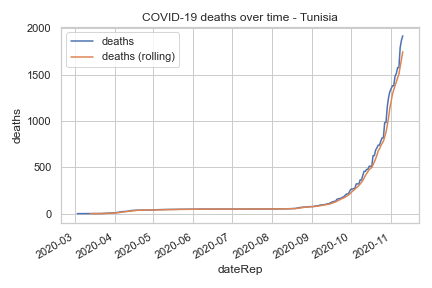 COVID-19 deaths over time - Tunisia
deaths
deaths (rolling)
2000
1500
1000
500
0
deaths
2020-03
2020-04
2020-05
2020-06
2020-07
2020-08
2020-09
2020-10
2020-11
dateRep